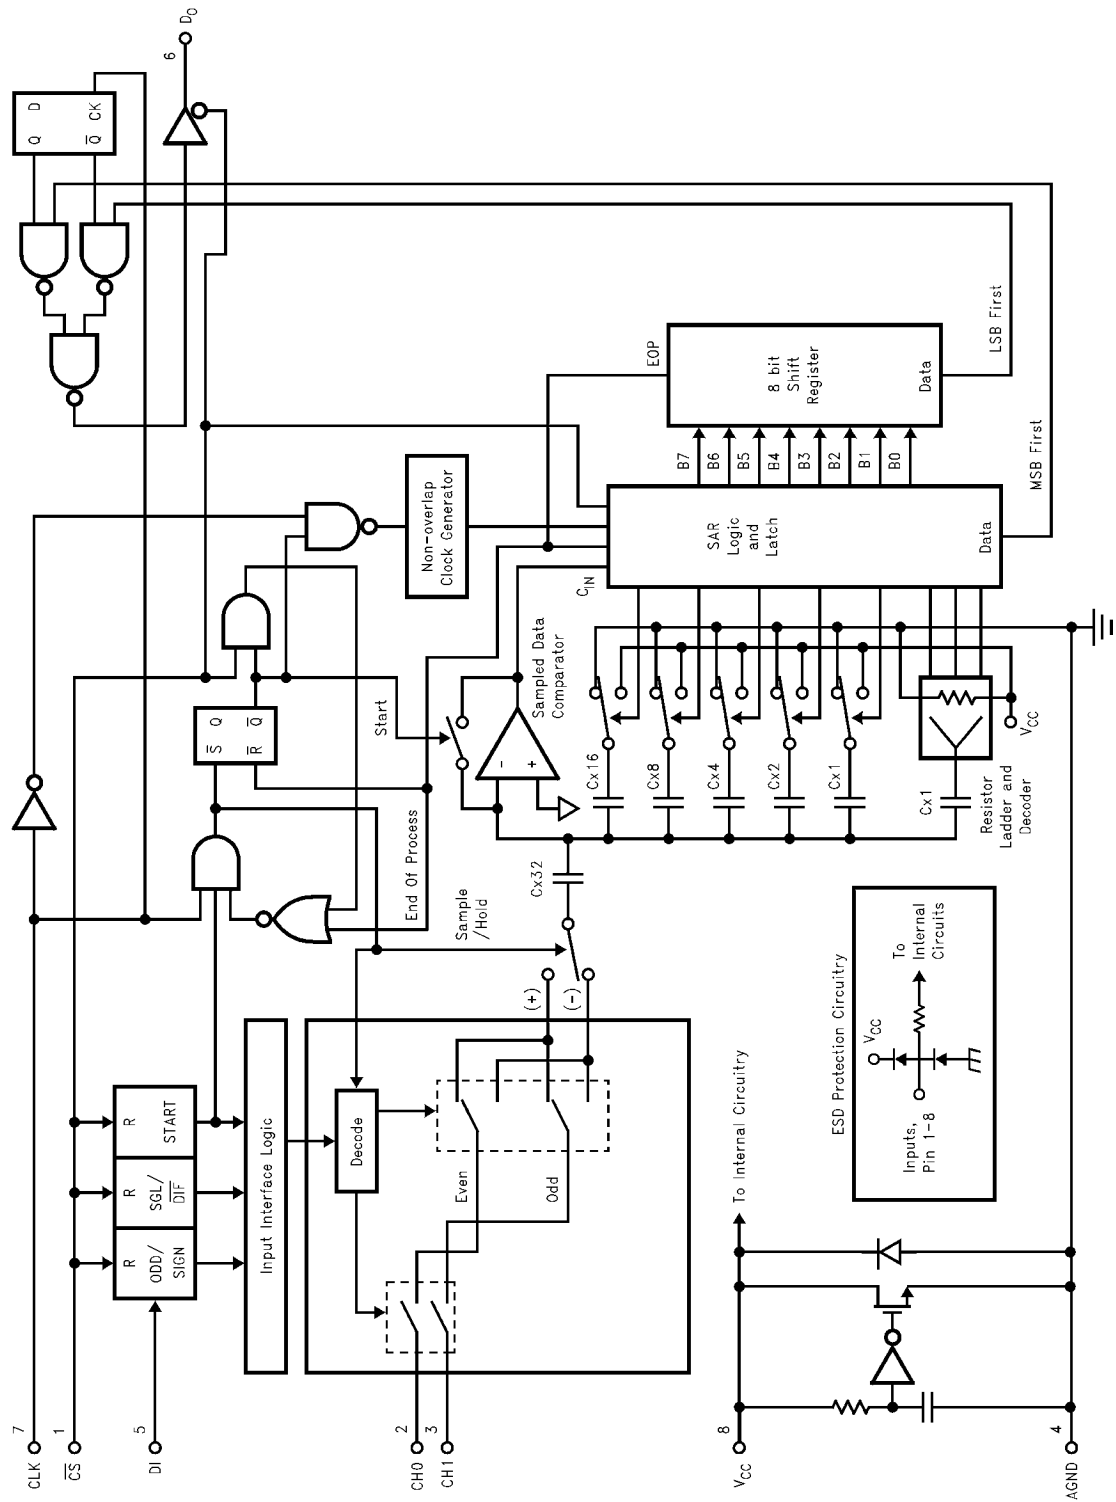 CLK
7
CS
1
DI
5
CH0
2
CH1
3
VCC
8
AGND
4
R
ODD/
SIGN
R
SGL/
DIF
R
START
Input Interface Logic
Decode
Even
Odd
(+)
(-)
Sample
/Hold
End Of Process
S Q
R Q
Start
Non-overlap
Clock Generator
Sampled Data
Comparator
-
+
CIN
Cx32
Cx16
Cx8
Cx4
Cx2
Cx1
Cx1
Resistor
Ladder and
Decoder
VCC
SAR
Logic
and
Latch
Data
B7
B6
B5
B4
B3
B2
B1
B0
EOP
8 bit
Shift
Register
Data
MSB First
LSB First
Q D
Q CK
6
DO
To Internal Circuitry
ESD Protection Circuitry
VCC
Inputs,
Pin 1-8
To
Internal
Circuits